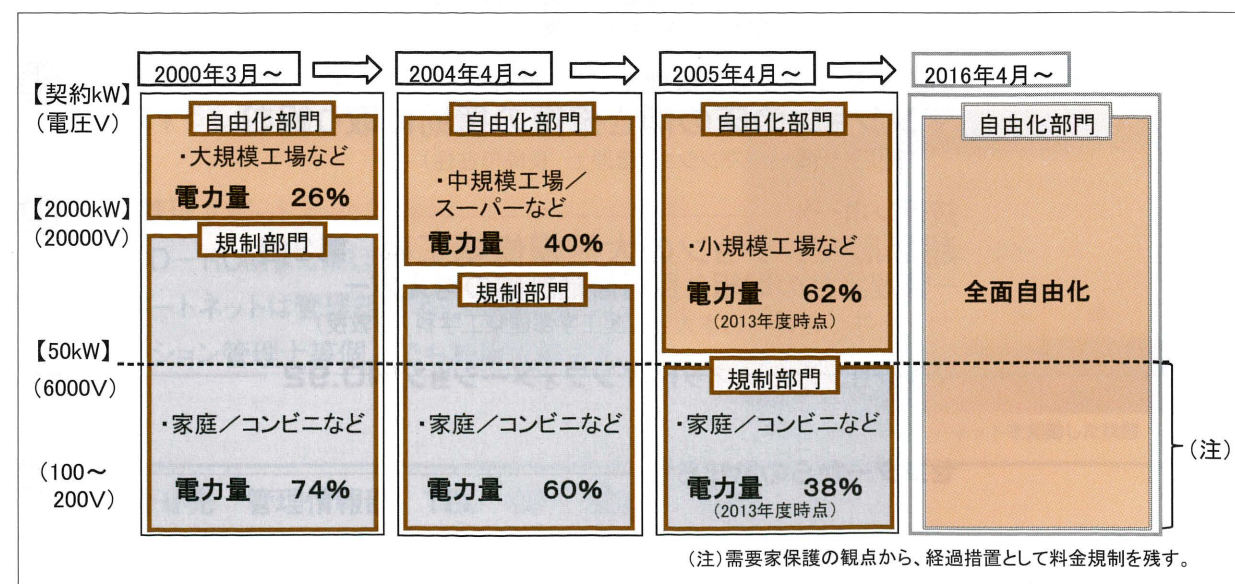 2000年3月～
2004年4月～
2005年4月～
2016年4月～
【契約kW】
(電圧V)
【2000kW】
(20000V)
【50kW】
(6000V)
(100～
200V)
自由化部門
・大規模工場など
電力量 26%
規制部門
・家庭／コンビニなど
電力量 74%
自由化部門
・中規模工場／
スーパーなど
電力量 40%
規制部門
・家庭／コンビニなど
電力量 60%
自由化部門
・小規模工場など
電力量 62%
(2013年度時点)
規制部門
・家庭／コンビニなど
電力量 38%
(2013年度時点)
自由化部門
全面自由化
(注)
(注)需要家保護の観点から、経過措置として料金規制を残す。